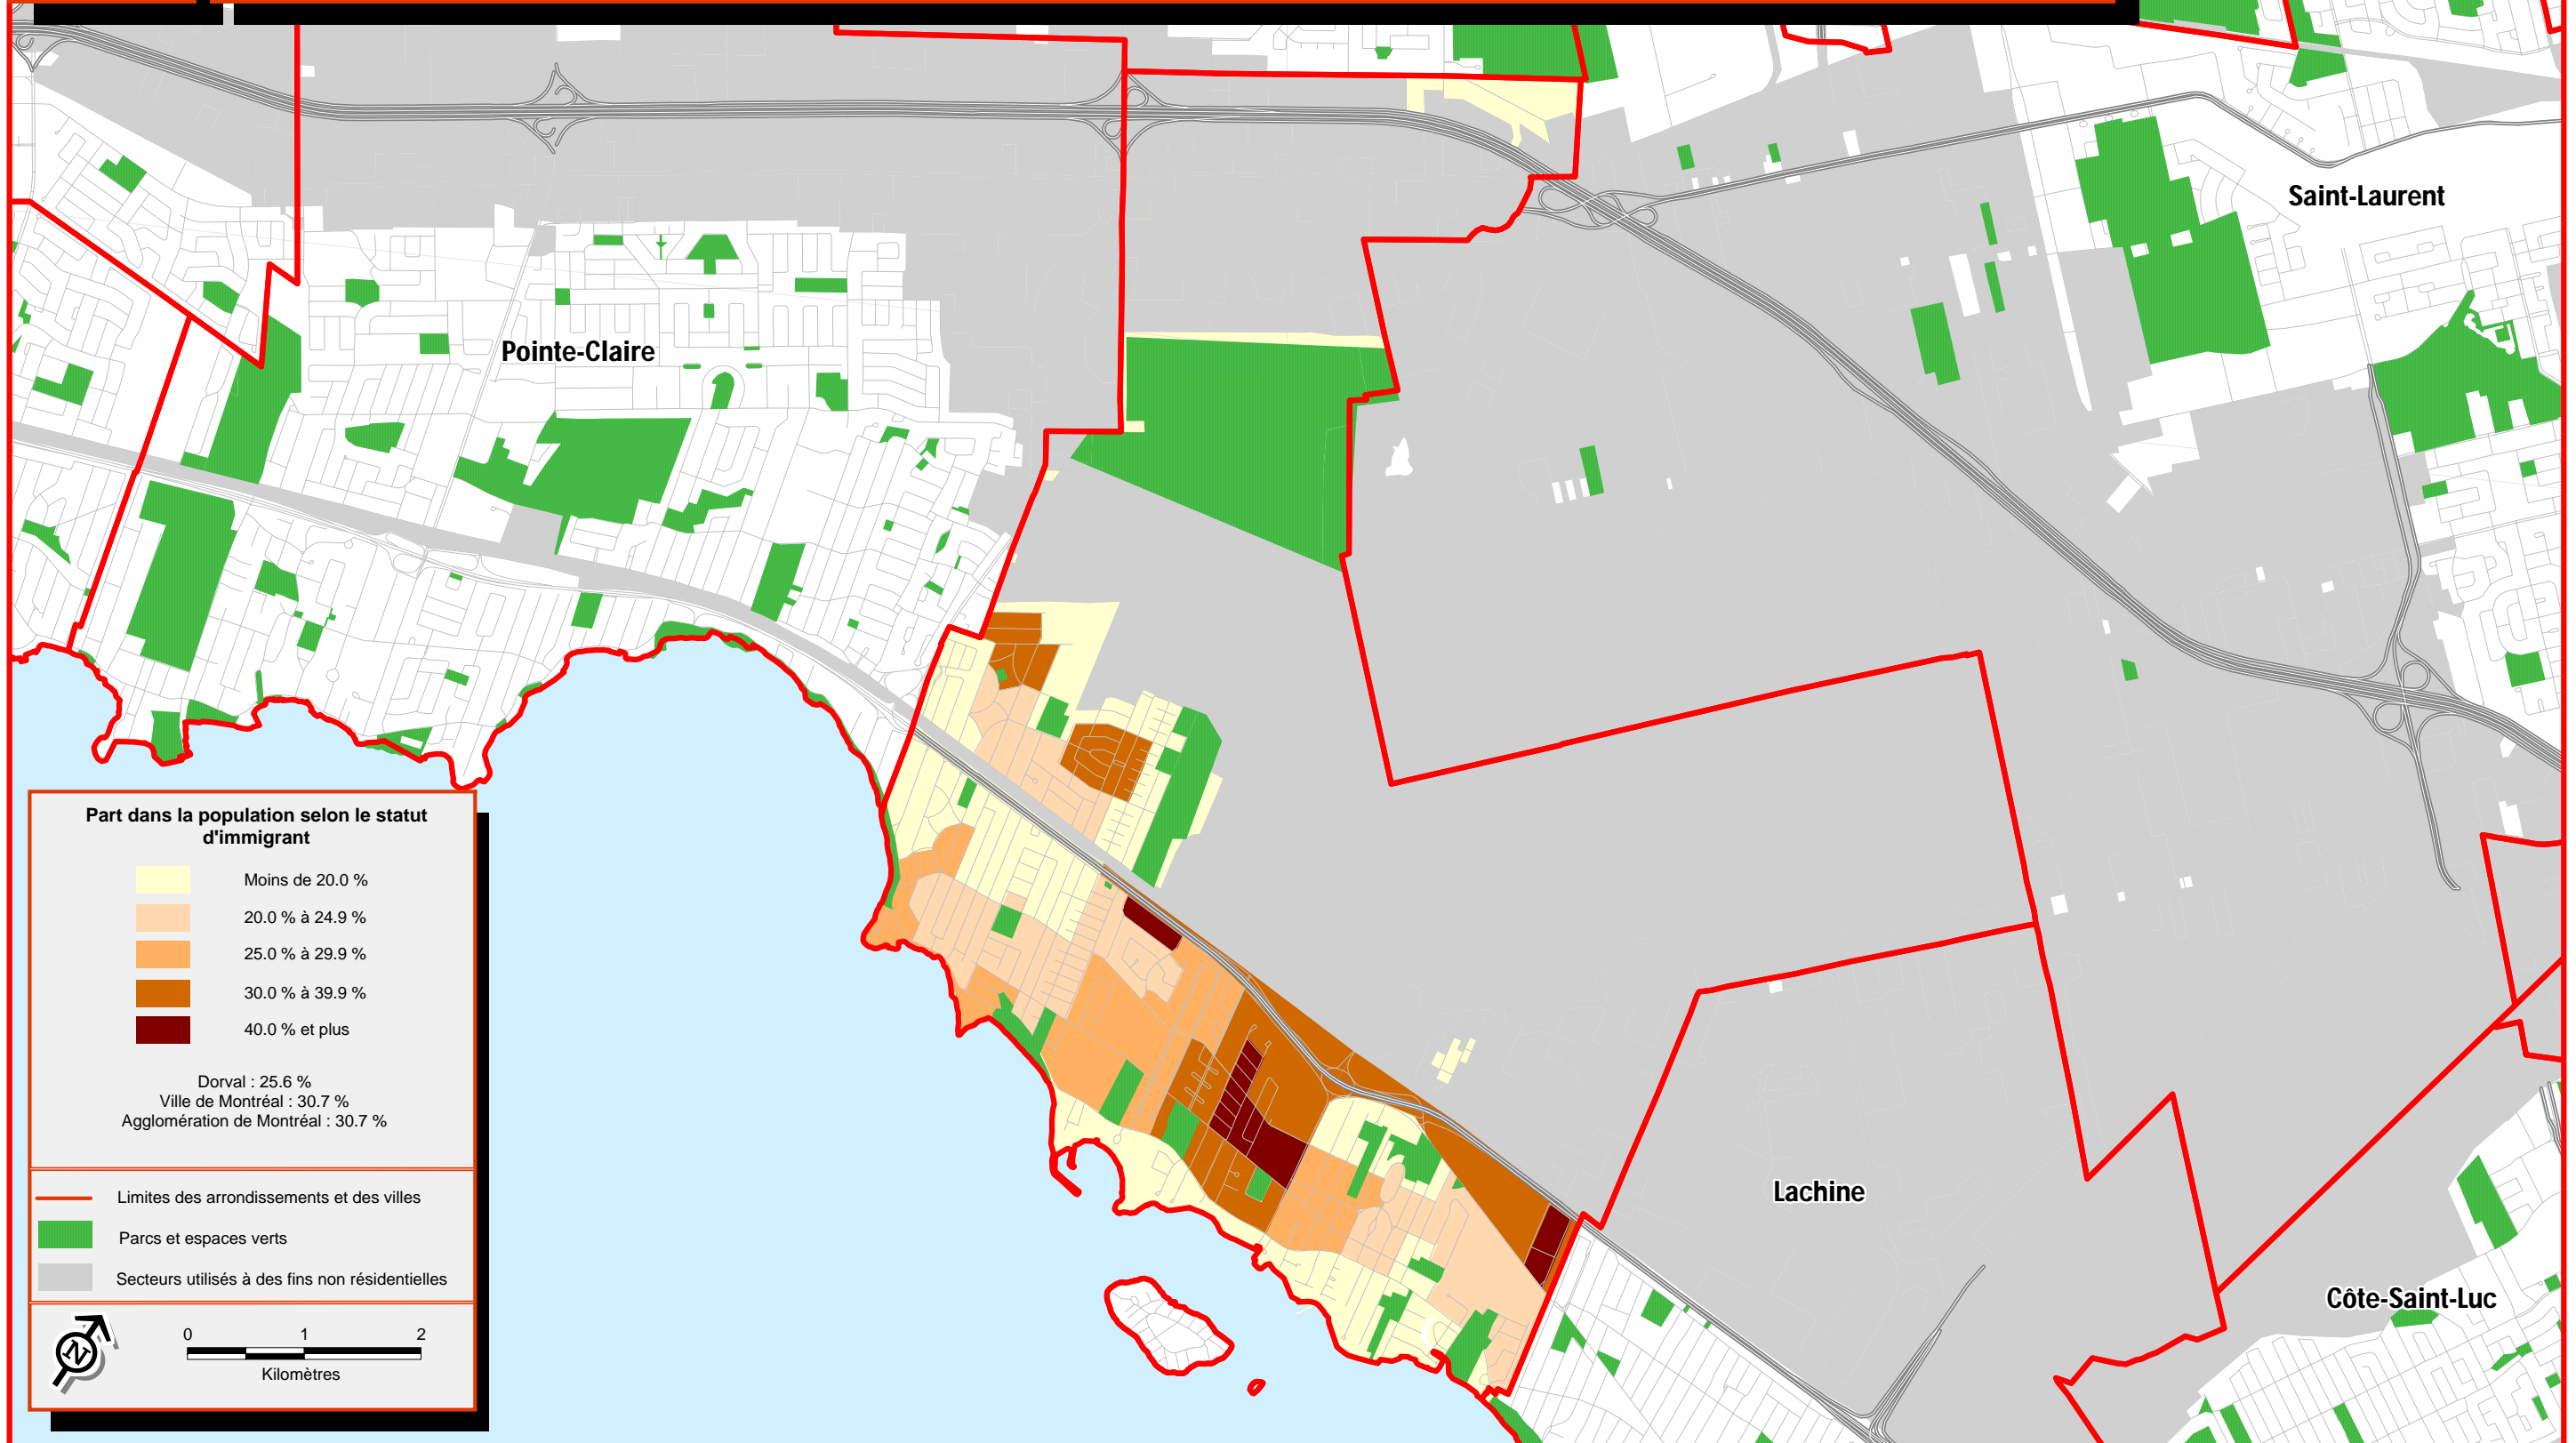 Saint-Laurent
Pointe-Claire
Lachine
Côte-Saint-Luc
Part dans la population selon le statut
d'immigrant
Moins de 20.0 %
20.0 % à 24.9 %
25.0 % à 29.9 %
30.0 % à 39.9 %
40.0 % et plus
Dorval : 25.6 %
Ville de Montréal : 30.7 %
Agglomération de Montréal : 30.7 %
Limites des arrondissements et des villes
Parcs et espaces verts
Secteurs utilisés à des fins non résidentielles
N
0 1 2
Kilomètres